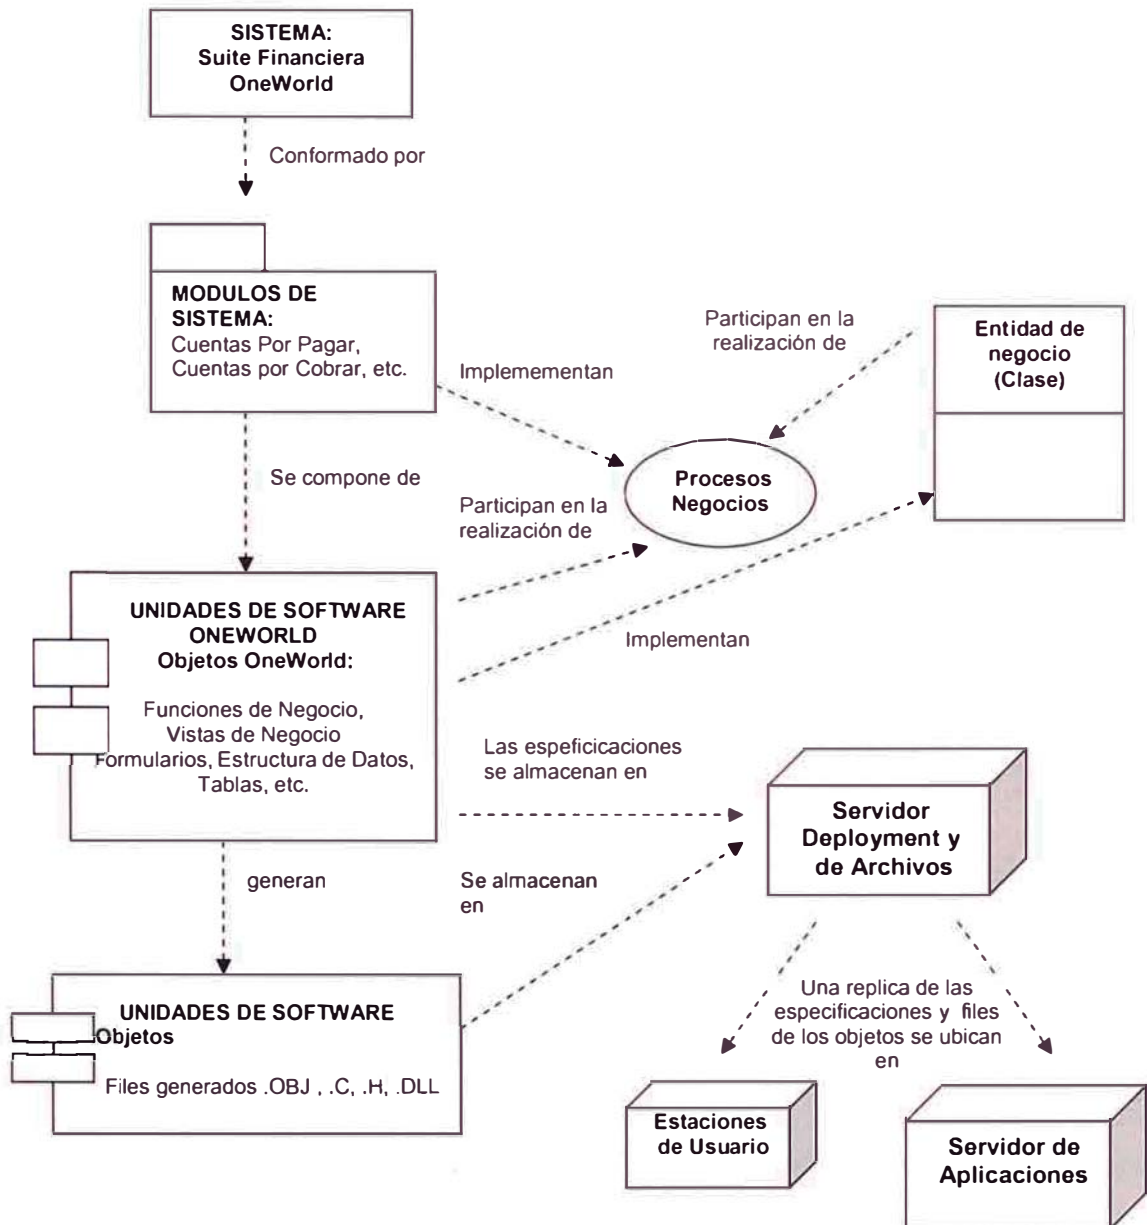 SISTEMA:
Suite Financiera
OneWorld
Conformado por
MODULOS DE
SISTEMA:
Cuentas Por Pagar,
Cuentas por Cobrar, etc.
Implemementan
Participan en la
realización de
Entidad de
negocio
(Clase)
Se compone de
Procesos
Negocios
Participan en la
realización de
UNIDADES DE SOFTWARE
ONEWORLD
Objetos OneWorld:
Funciones de Negocio,
Vistas de Negocio
Formularios, Estructura de Datos,
Tablas, etc.
Implementan
Las espeficicaciones
se almacenan en
Servidor
Deployment y
de Archivos
generan
Se almacenan
en
UNIDADES DE SOFTWARE
Objetos
Files generados .OBJ , .C, .H, .DLL
Una replica de las
especificaciones y files
de los objetos se ubican
en
Estaciones
de Usuario
Servidor de
Aplicaciones